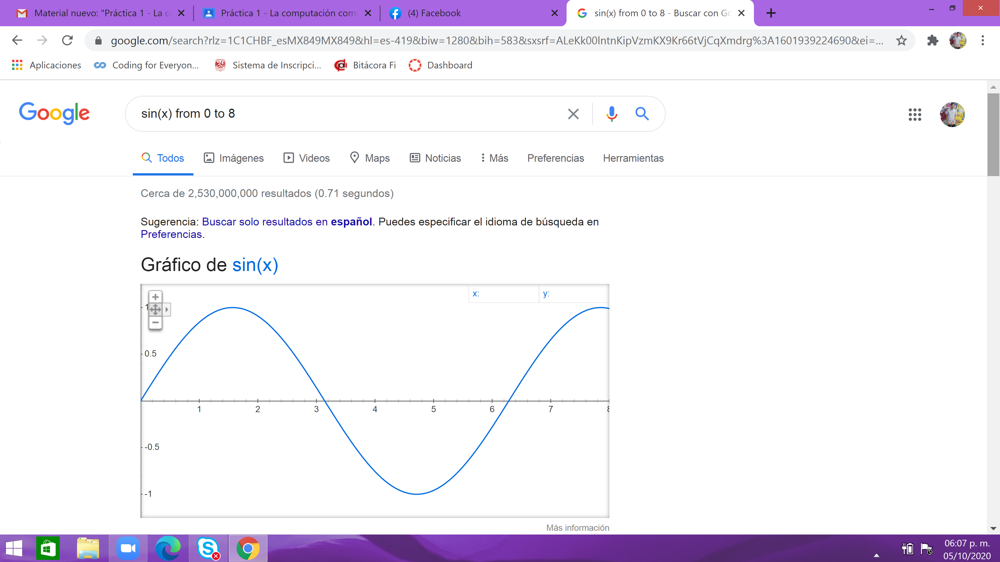 Material nuevo: "Práctica 1 - La c
Práctica 1 - La computación com
(4) Facebook
sin(x) from 0 to 8 - Buscar con Go
google.com/search?rlz=1C1CHBF_esMX849MX849&hl=es-419&biw=1280&bih=583&sxsrf=ALeKk00IntnKipVzmKX9Kr66tVjCqXmdrg%3A1601939224690&ei=...
Aplicaciones
Coding for Everyon...
Sistema de Inscripci...
Bitácora Fi
Dashboard
Google
sin(x) from 0 to 8
Todos
Imágenes
Videos
Maps
Noticias
Más
Preferencias
Herramientas
Cerca de 2,530,000,000 resultados (0.71 segundos)
Sugerencia: Buscar solo resultados en español. Puedes especificar el idioma de búsqueda en
Preferencias.
Gráfico de sin(x)
x:
y:
1
0.5
1 2 3 4 5 6 7 8
-0.5
-1
Más información
06:07 p. m.
05/10/2020